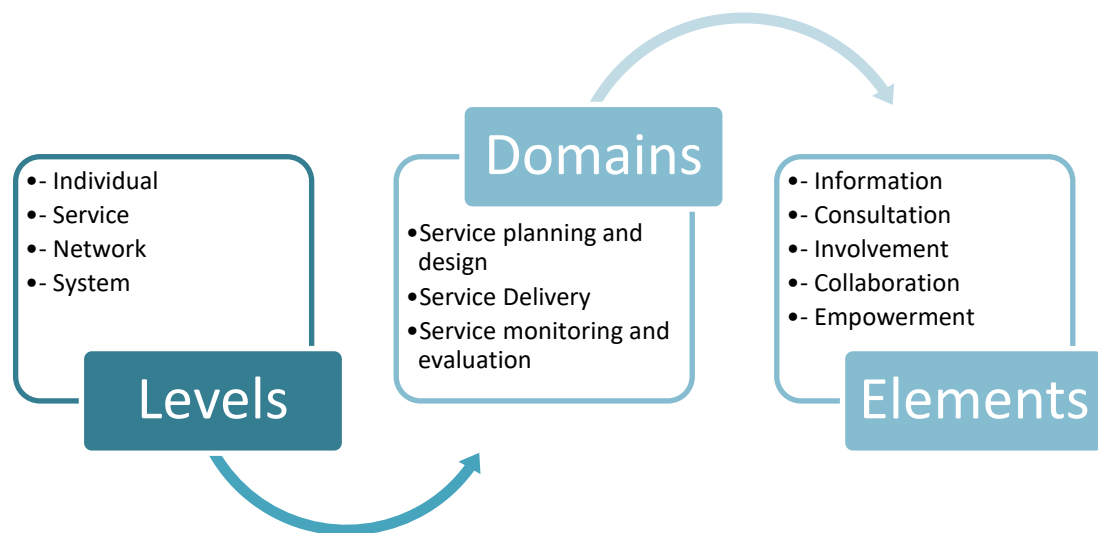 •- Individual
•- Service
•- Network
•- System
Levels
Domains
•Service planning and
design
•Service Delivery
•Service monitoring and
evaluation
•- Information
•- Consultation
•- Involvement
•- Collaboration
•- Empowerment
Elements